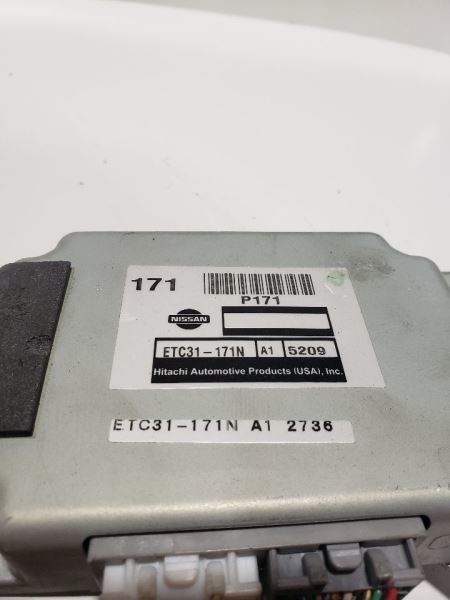 171
P171
NISSAN
ETC31-171N A1 5209
Hitachi Automotive Products (USA), Inc.
ETC31-171N A1 2736